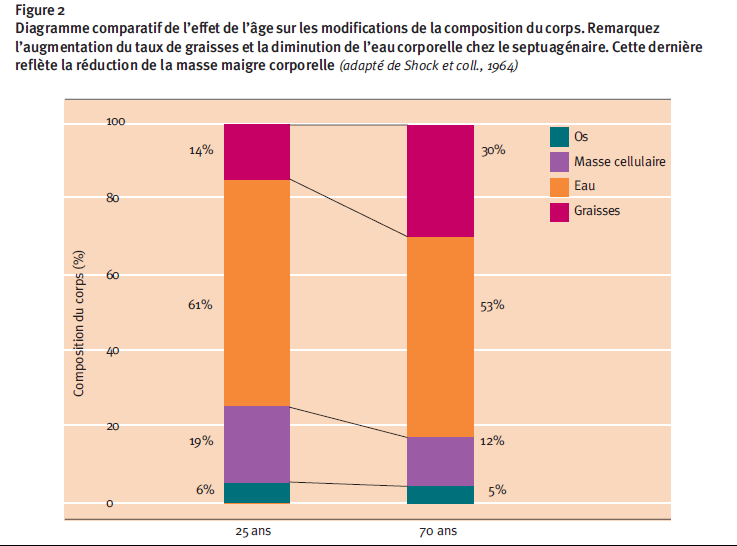 Figure 2
Diagramme comparatif de l'effet de l'âge sur les modifications de la composition du corps. Remarquez
l'augmentation du taux de graisses et la diminution de l'eau corporelle chez le septuagénaire. Cette dernière
reflète la réduction de la masse maigre corporelle (adapté de Shock et coll., 1964)
Composition du corps (%)
100
80
60
40
20
0
14%
61%
19%
6%
30%
53%
12%
5%
Os
Masse cellulaire
Eau
Graisses
25 ans
70 ans